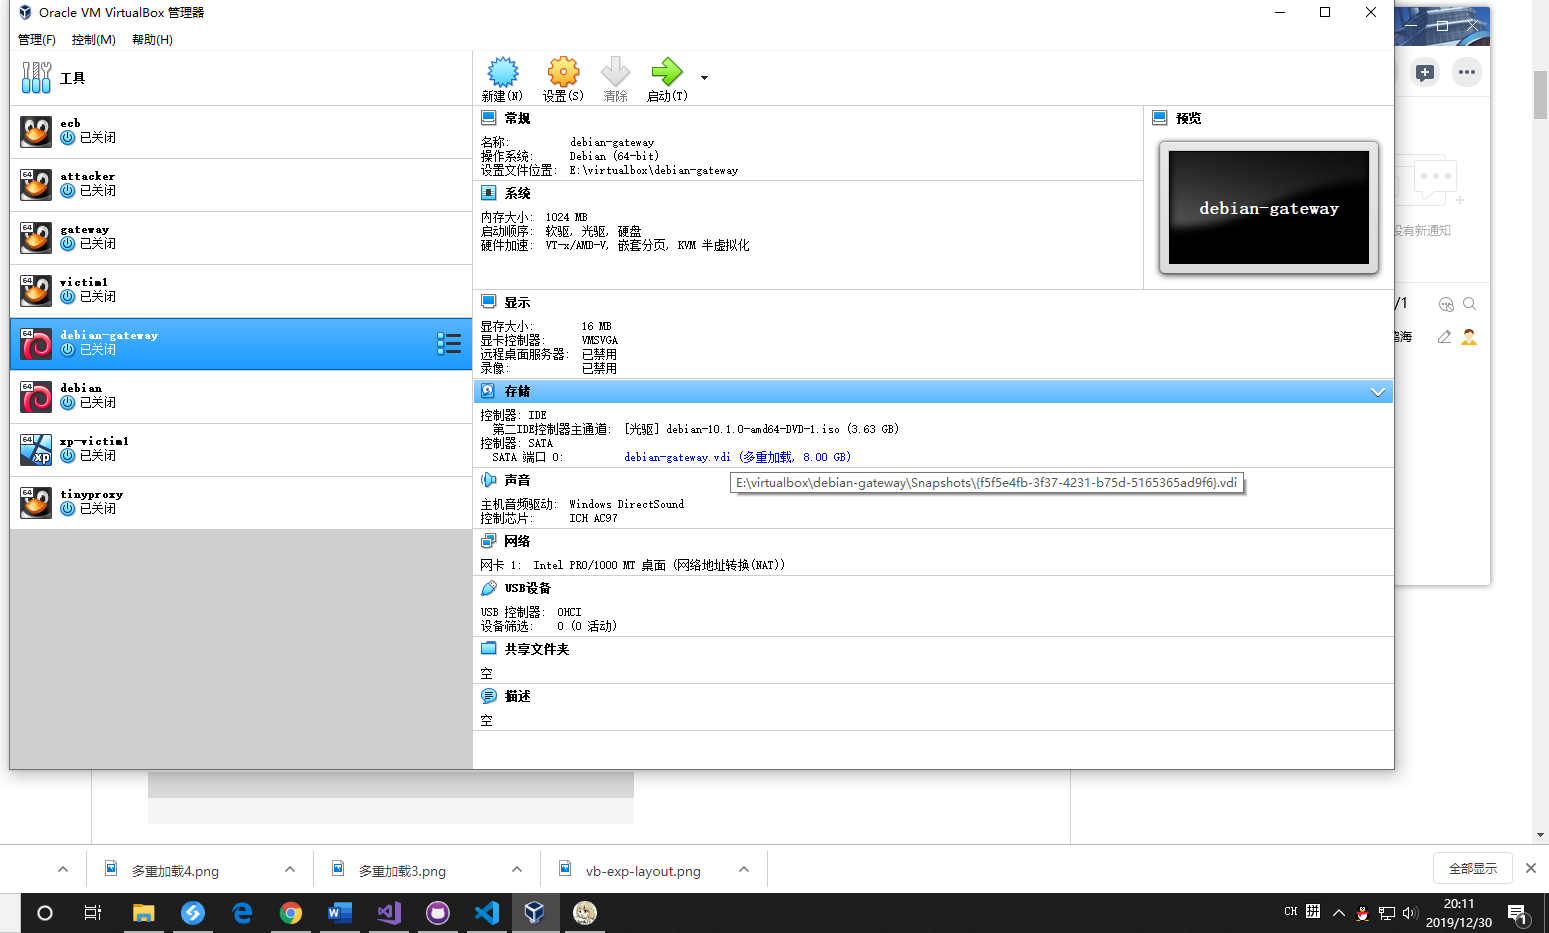 Oracle VM VirtualBox 管理器
管理(F) 控制(M) 帮助(H)
工具
新建(N) 设置(S) 清除 启动(T)
ecb
已关闭
64
attacker
已关闭
64
gateway
已关闭
64
victim1
已关闭
64
debian-gateway
已关闭
64
debian
已关闭
64
xp
xp-victim1
已关闭
64
tinyproxy
已关闭
常规
名称: debian-gateway
操作系统: Debian (64-bit)
设置文件位置: E:\virtualbox\debian-gateway
系统
内存大小: 1024 MB
启动顺序: 软驱, 光驱, 硬盘
硬件加速: VT-x/AMD-V, 嵌套分页, KVM 半虚拟化
预览
debian-gateway
显示
显存大小: 16 MB
显卡控制器: VMSVGA
远程桌面服务器: 已禁用
录像: 已禁用
存储
控制器: IDE
第二IDE控制器主通道: [光驱] debian-10.1.0-amd64-DVD-1.iso (3.63 GB)
控制器: SATA
SATA 端口 0: debian-gateway.vdi (多重加载, 8.00 GB)
E:\virtualbox\debian-gateway\Snapshots\{f5f5e4fb-3f37-4231-b75d-5165365ad9f6}.vdi
声音
主机音频驱动: Windows DirectSound
控制芯片: ICH AC97
网络
网卡 1: Intel PRO/1000 MT 桌面 (网络地址转换(NAT))
USB设备
USB 控制器: OHCI
设备筛选: 0 (0 活动)
共享文件夹
空
描述
空
没有新通知
/1
海
多重加载4.png
多重加载3.png
vb-exp-layout.png
全部显示
CH 拼
20:11
2019/12/30
1